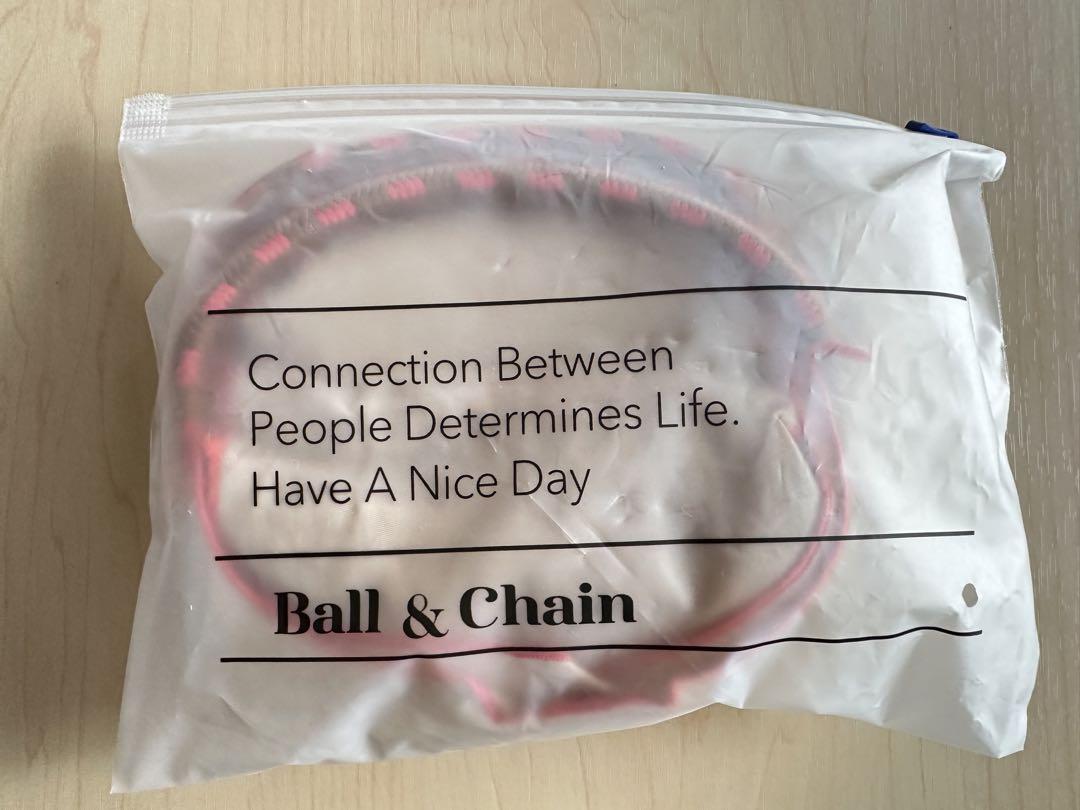 Connection Between
People Determines Life.
Have A Nice Day
Ball & Chain